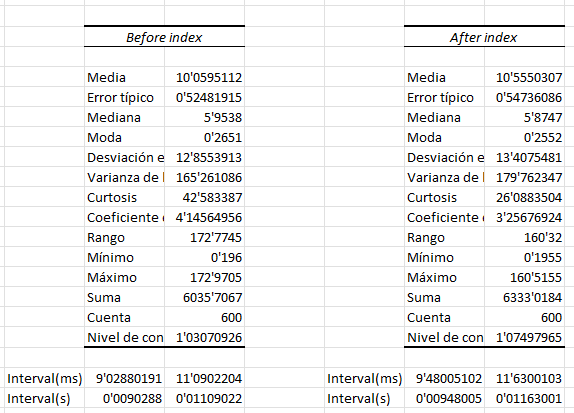 Before index After index
Media 10'0595112 Media 10'5550307
Error típico 0'52481915 Error típico 0'54736086
Mediana 5'9538 Mediana 5'8747
Moda 0'2651 Moda 0'2552
Desviación e 12'8553913 Desviación e 13'4075481
Varianza de l 165'261086 Varianza de l 179'762347
Curtosis 42'583387 Curtosis 26'0883504
Coeficiente 4'14564956 Coeficiente 3'25676924
Rango 172'7745 Rango 160'32
Mínimo 0'196 Mínimo 0'1955
Máximo 172'9705 Máximo 160'5155
Suma 6035'7067 Suma 6333'0184
Cuenta 600 Cuenta 600
Nivel de con 1'03070926 Nivel de con 1'07497965
Interval(ms) 9'02880191 11'0902204 Interval(ms) 9'48005102 11'6300103
Interval(s) 0'0090288 0'01109022 Interval(s) 0'00948005 0'01163001